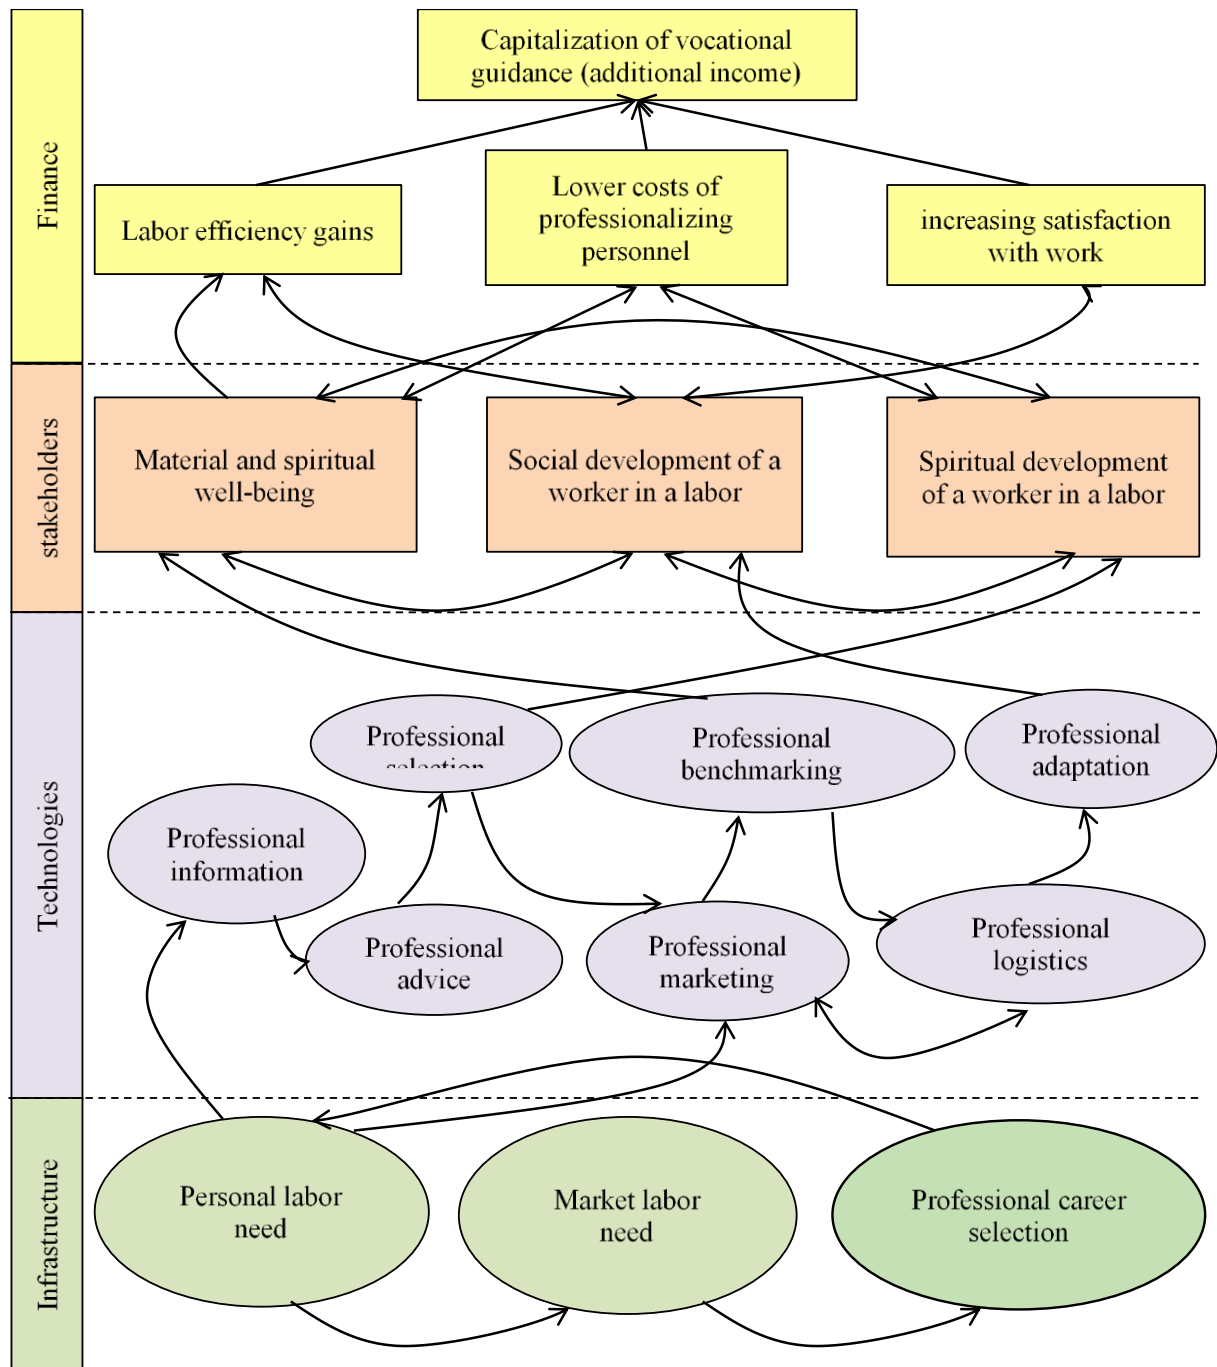 Finance
Capitalization of vocational
guidance (additional income)
Labor efficiency gains
Lower costs of
professionalizing
personnel
increasing satisfaction
with work
stakeholders
Material and spiritual
well-being
Social development of a
worker in a labor
Spiritual development
of a worker in a labor
Technologies
Professional
selection
Professional
benchmarking
Professional
adaptation
Professional
information
Professional
advice
Professional
marketing
Professional
logistics
Infrastructure
Personal labor
need
Market labor
need
Professional career
selection